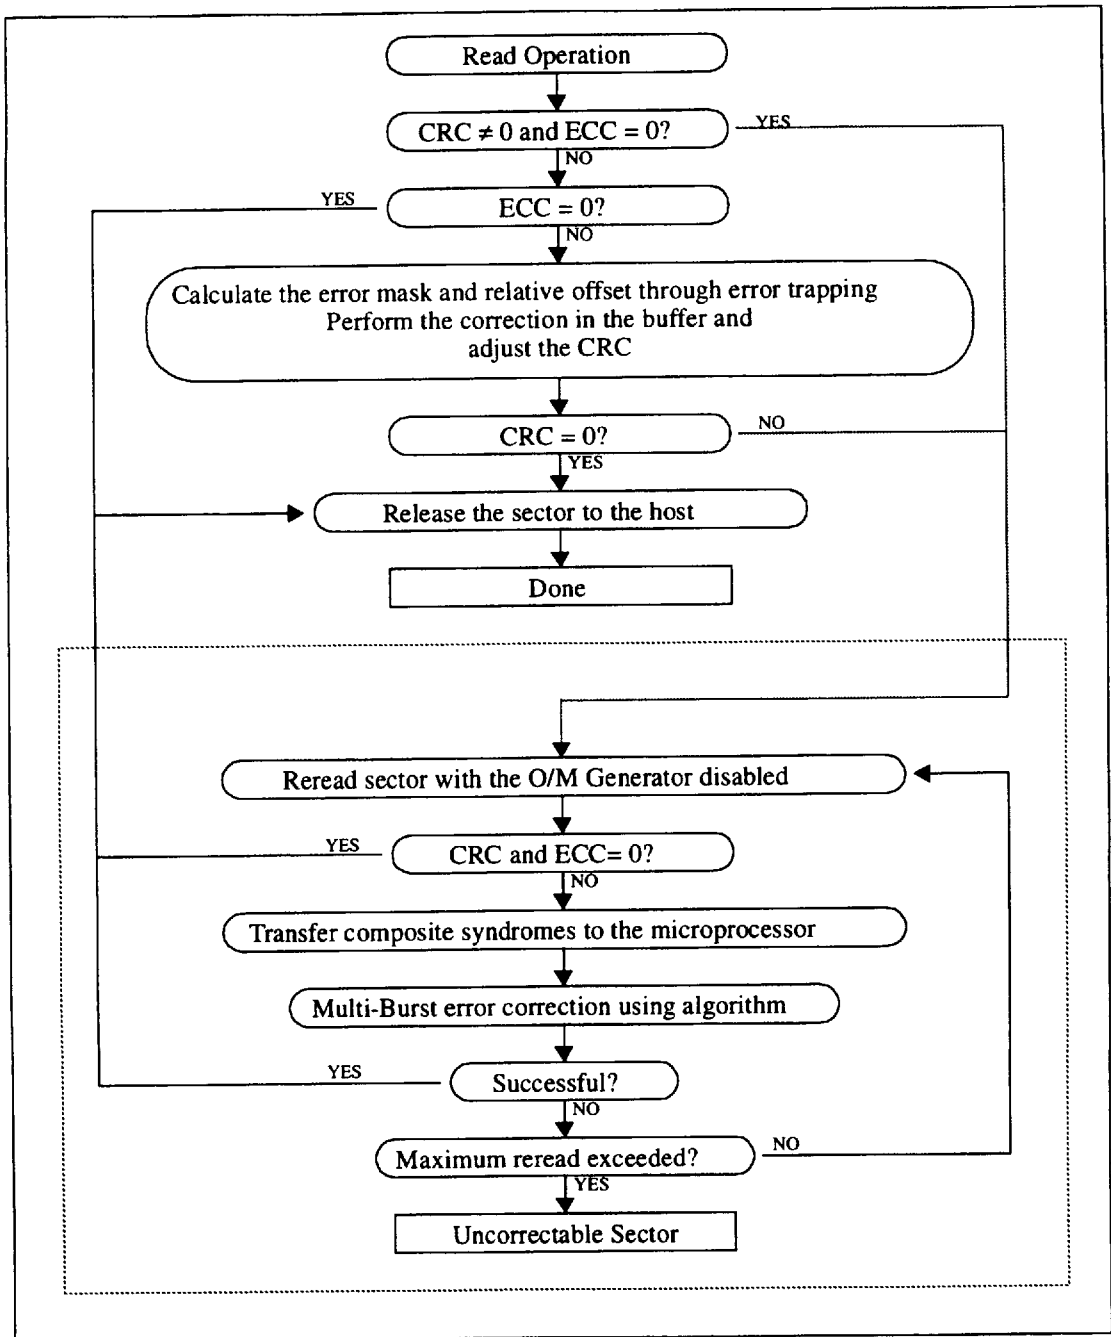 Read Operation
CRC ≠ 0 and ECC = 0?
YES
NO
YES
ECC = 0?
NO
Calculate the error mask and relative offset through error trapping
Perform the correction in the buffer and
adjust the CRC
CRC = 0?
NO
YES
Release the sector to the host
Done
Reread sector with the O/M Generator disabled
YES
CRC and ECC= 0?
NO
Transfer composite syndromes to the microprocessor
Multi-Burst error correction using algorithm
YES
Successful?
NO
Maximum reread exceeded?
NO
YES
Uncorrectable Sector